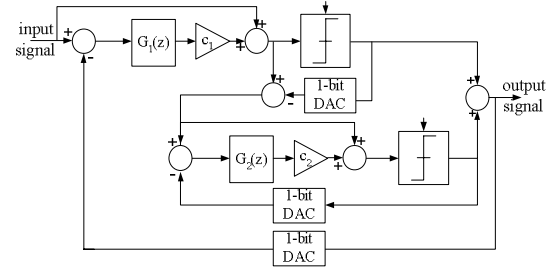 input
signal
+
-
G₁(z)
c₁
+
+
+
-
1-bit
DAC
+
+
output
signal
+
-
G₂(z)
c₂
+
+
1-bit
DAC
1-bit
DAC